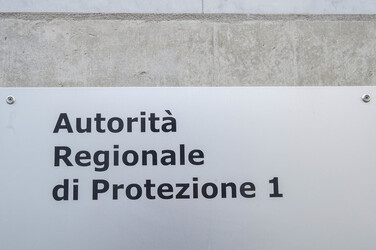 Autorità
Regionale
di Protezione 1